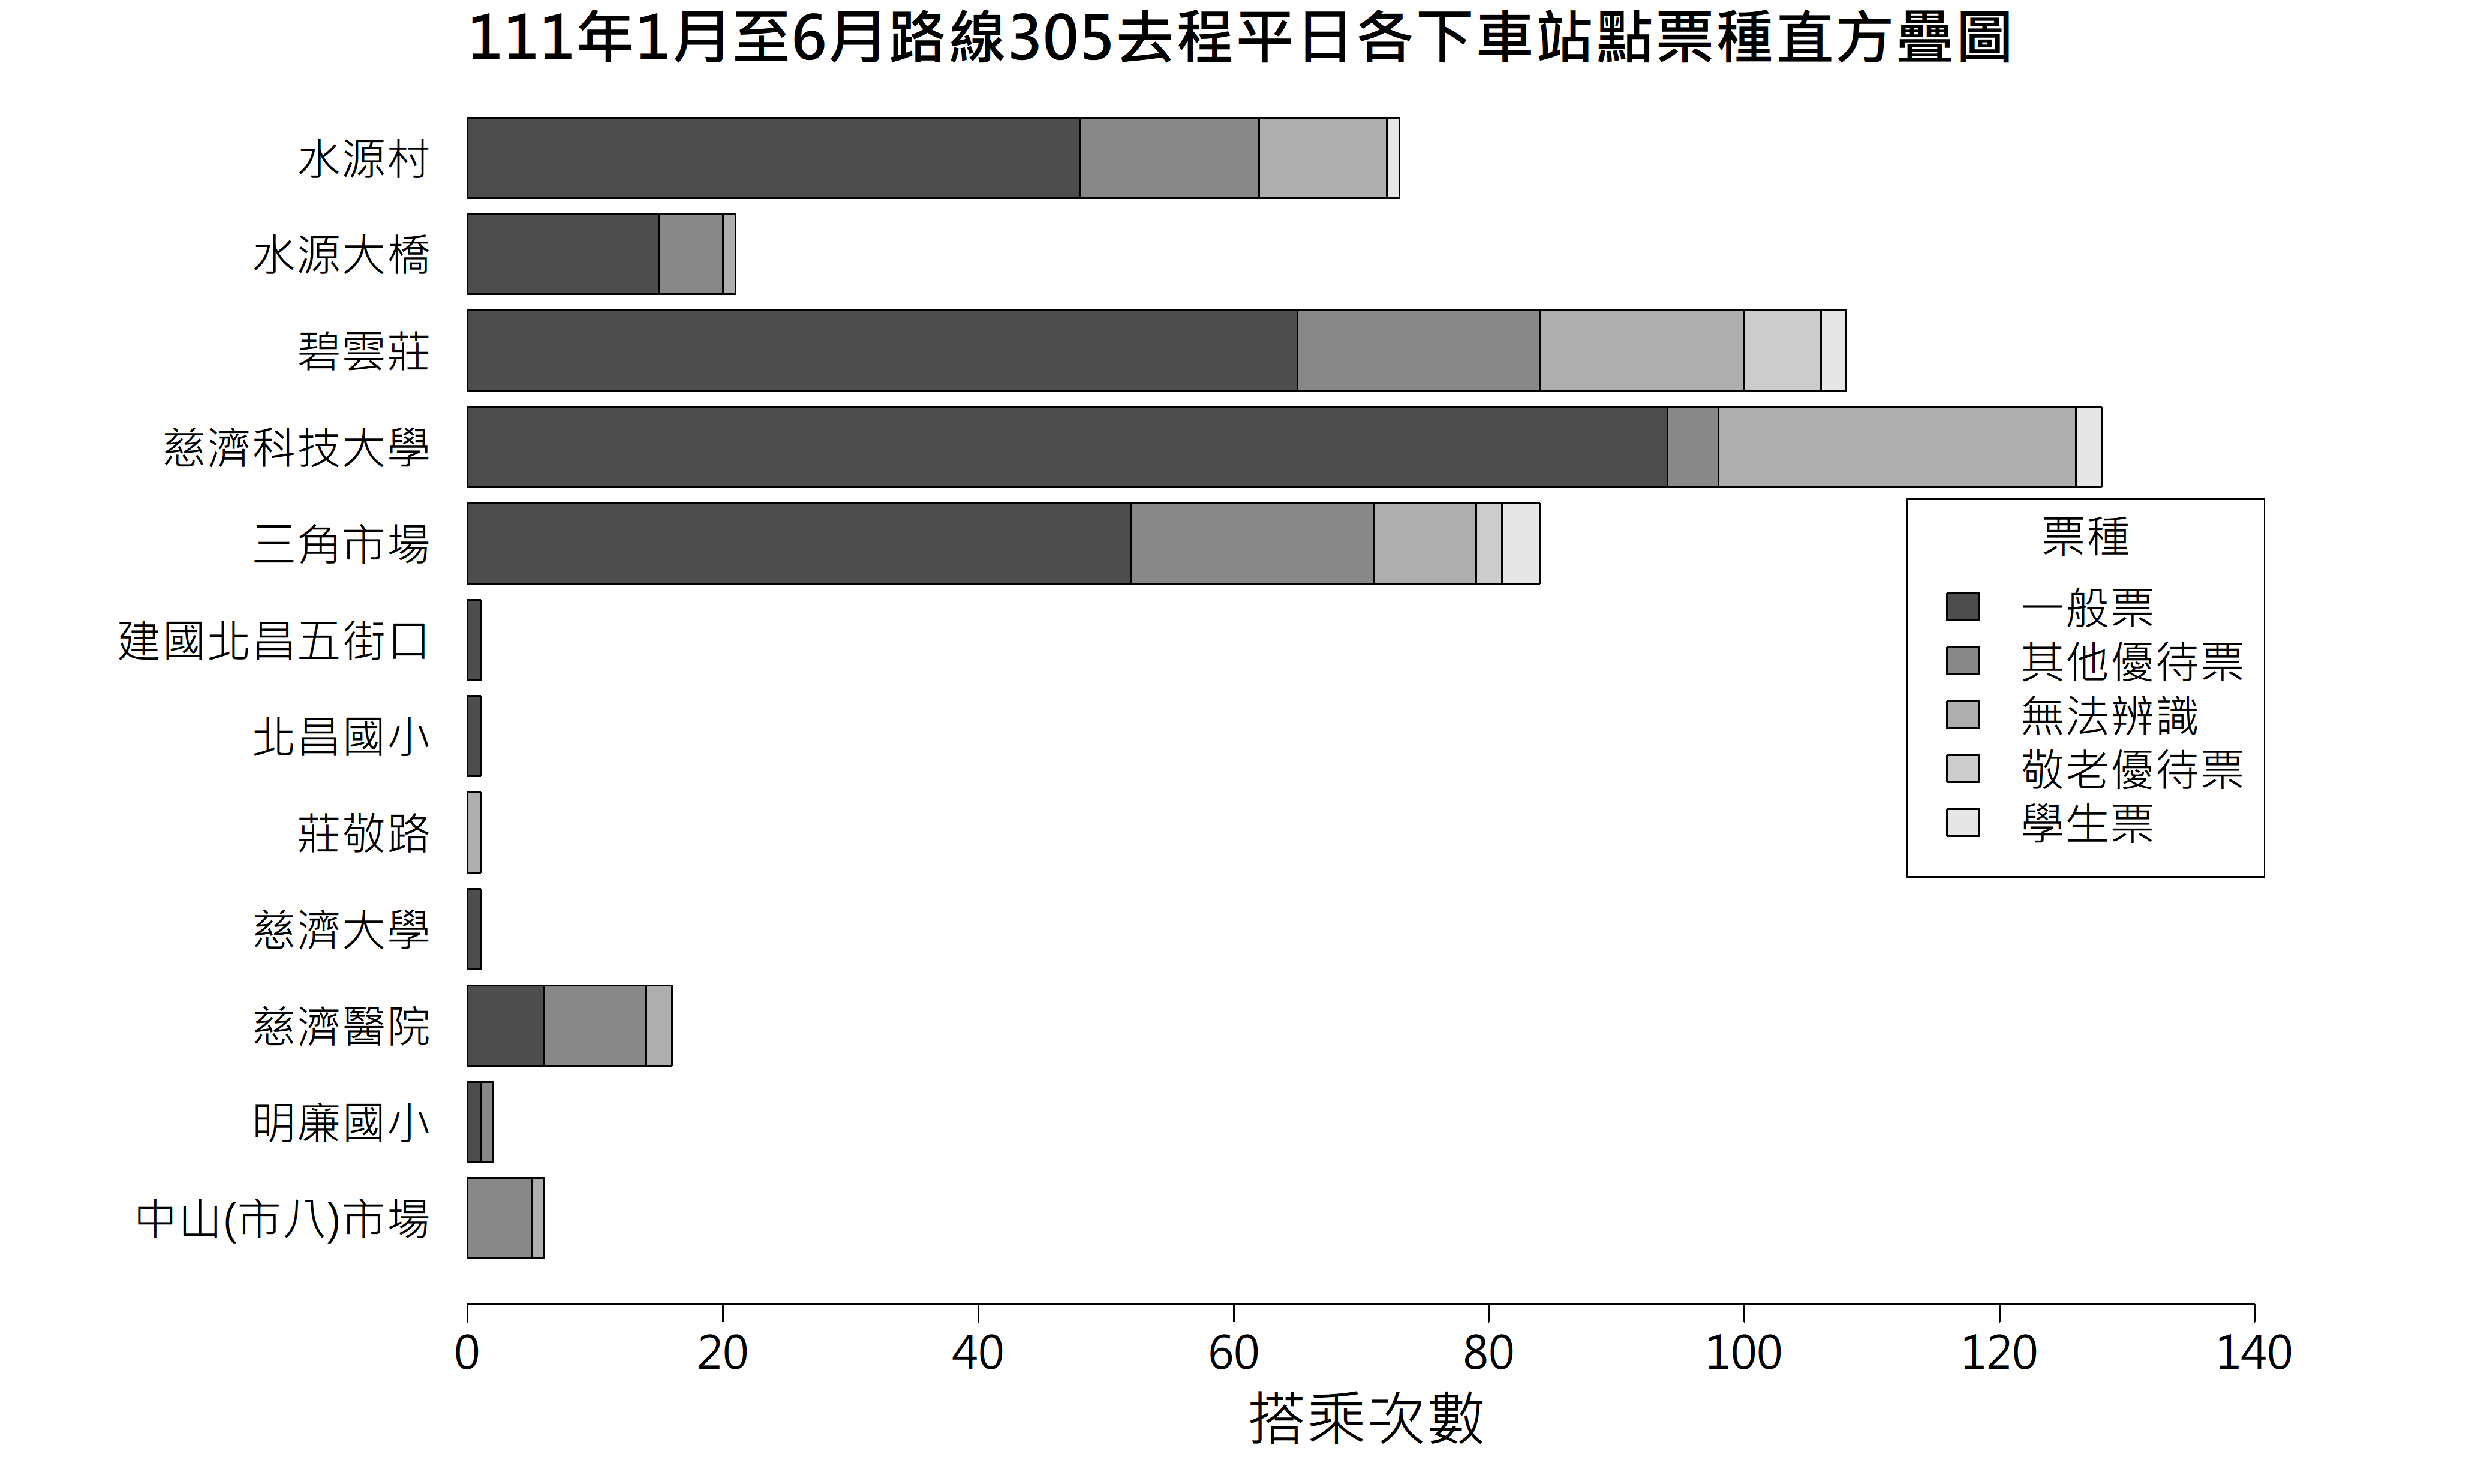 111年1月至6月路線305去程平日各下車站點票種直方疊圖
水源村
水源大橋
碧雲莊
慈濟科技大學
三角市場
建國北昌五街口
北昌國小
莊敬路
慈濟大學
慈濟醫院
明廉國小
中山(市八)市場
票種
一般票
其他優待票
無法辨識
敬老優待票
學生票
0 20 40 60 80 100 120 140
搭乘次數